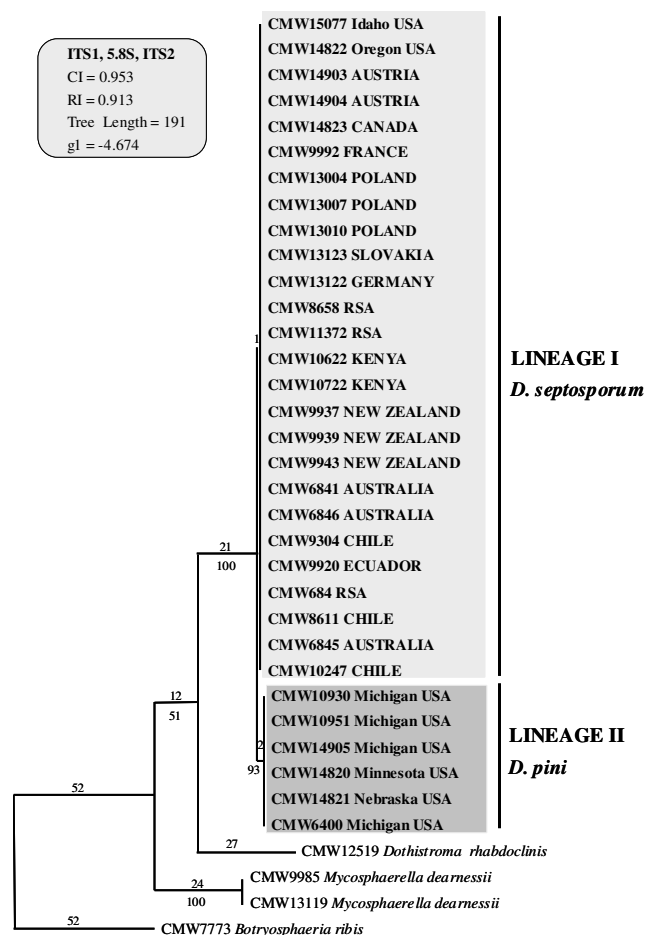 ITS1, 5.8S, ITS2
CI = 0.953
RI = 0.913
Tree Length = 191
g1 = -4.674
CMW15077 Idaho USA
CMW14822 Oregon USA
CMW14903 AUSTRIA
CMW14904 AUSTRIA
CMW14823 CANADA
CMW9992 FRANCE
CMW13004 POLAND
CMW13007 POLAND
CMW13010 POLAND
CMW13123 SLOVAKIA
CMW13122 GERMANY
CMW8658 RSA
CMW11372 RSA
1
CMW10622 KENYA
CMW10722 KENYA
CMW9937 NEW ZEALAND
CMW9939 NEW ZEALAND
CMW9943 NEW ZEALAND
CMW6841 AUSTRALIA
CMW6846 AUSTRALIA
CMW9304 CHILE
CMW9920 ECUADOR
CMW684 RSA
CMW8611 CHILE
CMW6845 AUSTRALIA
CMW10247 CHILE
LINEAGE I
D. septosporum
21
100
CMW10930 Michigan USA
CMW10951 Michigan USA
CMW14905 Michigan USA
CMW14820 Minnesota USA
CMW14821 Nebraska USA
CMW6400 Michigan USA
LINEAGE II
D. pini
2
93
12
51
52
27
CMW12519 Dothistroma rhabdoclinis
24
100
CMW9985 Mycosphaerella dearnessii
CMW13119 Mycosphaerella dearnessii
52
CMW7773 Botryosphaeria ribis